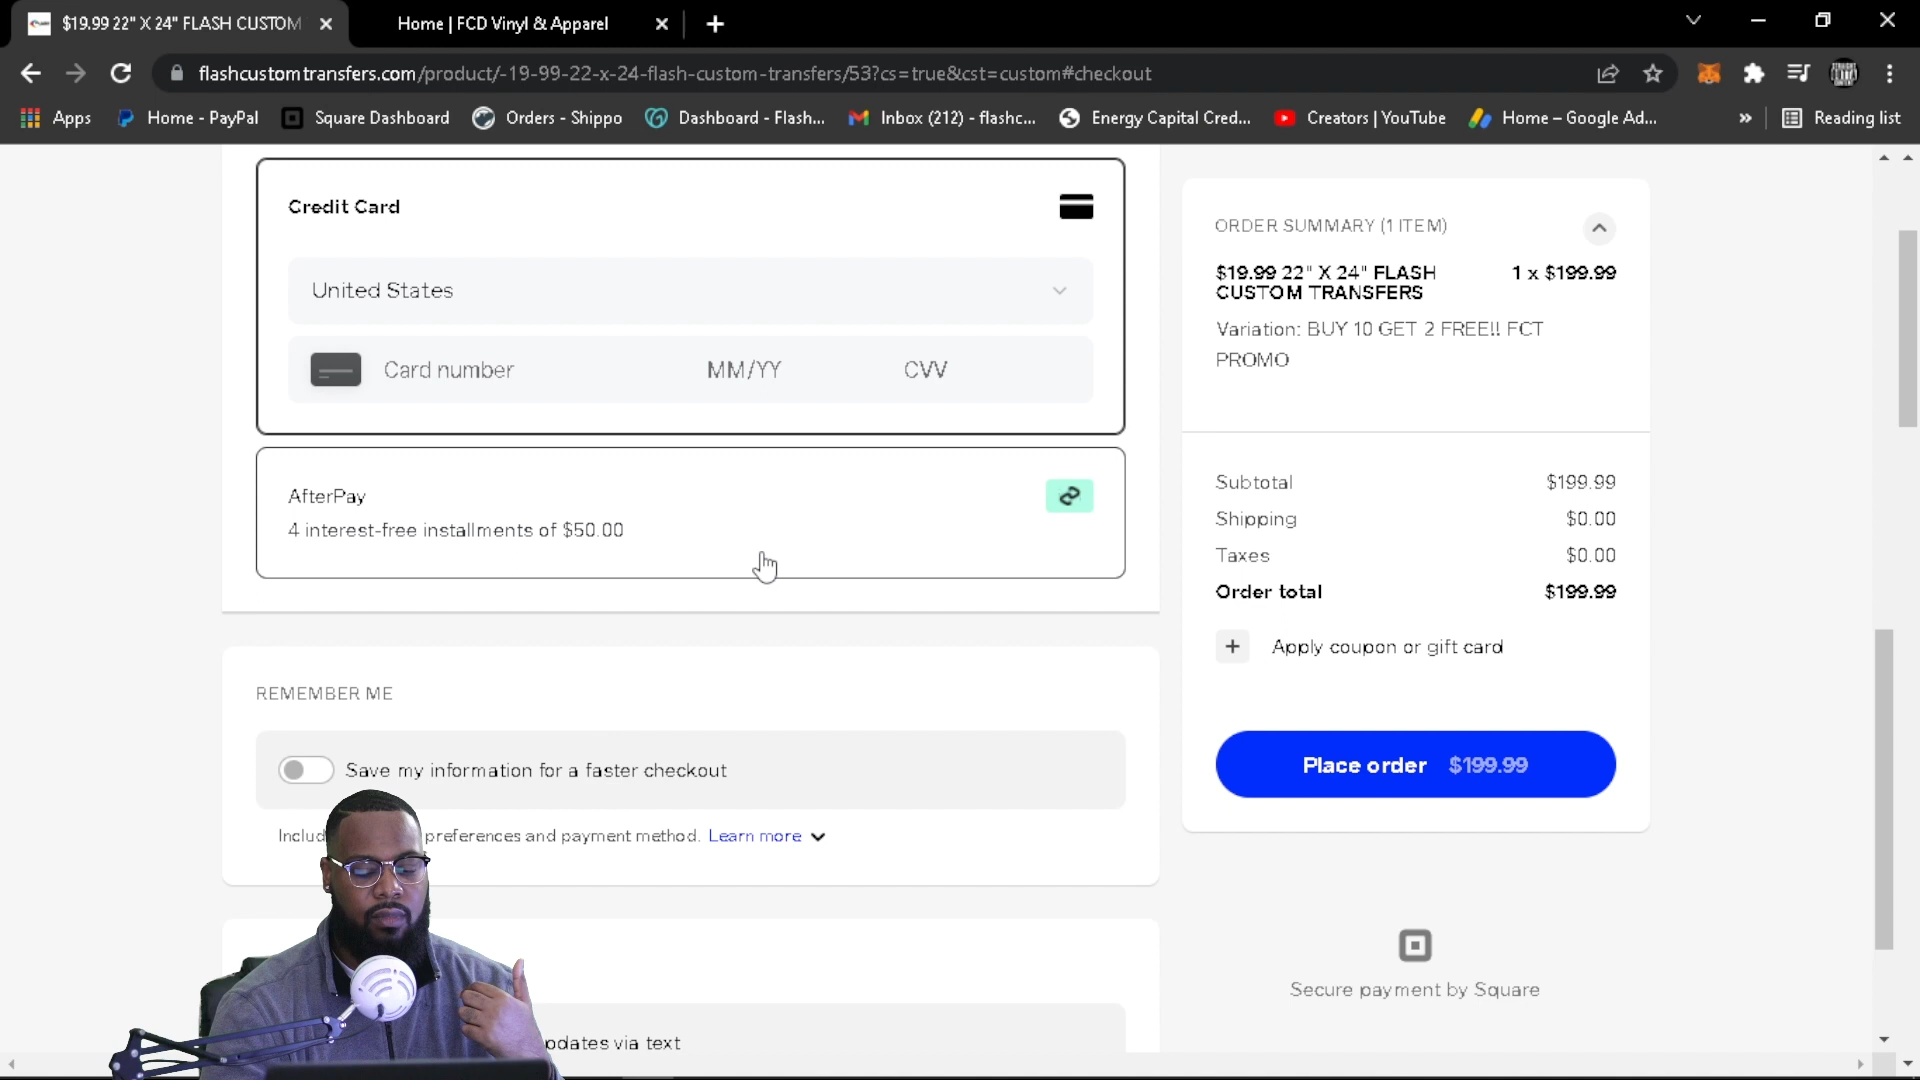 $19.99 22" X 24" FLASH CUSTOM
Home | FCD Vinyl & Apparel
flashcustomtransfers.com/product/-19-99-22-x-24-flash-custom-transfers/53?cs=true&cst=custom#checkout
Apps
Home - PayPal
Square Dashboard
Orders - Shippo
Dashboard - Flash...
Inbox (212) - flashc...
Energy Capital Cred...
Creators | YouTube
Home – Google Ad...
Reading list
Credit Card
United States
Card number MM/YY CVV
AfterPay
4 interest-free installments of $50.00
REMEMBER ME
Save my information for a faster checkout
Includ preferences and payment method. Learn more
pdates via text
ORDER SUMMARY (1 ITEM)
$19.99 22" X 24" FLASH 1 x $199.99
CUSTOM TRANSFERS
Variation: BUY 10 GET 2 FREE!! FCT
PROMO
Subtotal $199.99
Shipping $0.00
Taxes $0.00
Order total $199.99
Apply coupon or gift card
Place order $199.99
Secure payment by Square